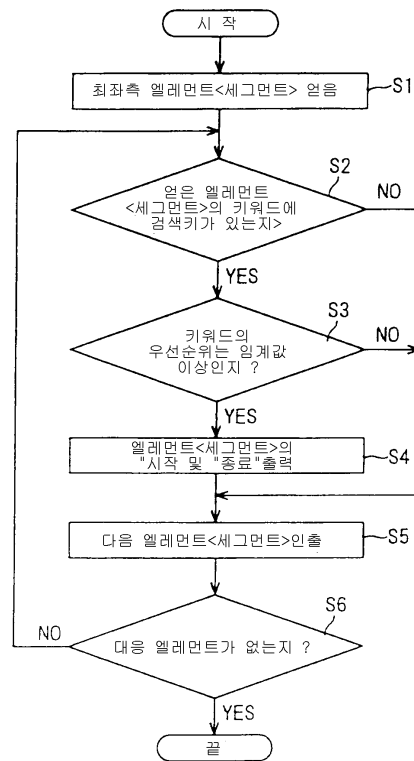 시 작
최좌측 엘레먼트<세그먼트> 얻음
S1
S2
얻은 엘레먼트
<세그먼트>의 키워드에
검색키가 있는지>
NO
YES
S3
키워드의
우선순위는 임계값
이상인지 ?
NO
YES
엘레먼트<세그먼트>의
"시작 및 "종료"출력
S4
다음 엘레먼트<세그먼트>인출
S5
S6
NO
대응 엘레먼트가 없는지 ?
YES
끝